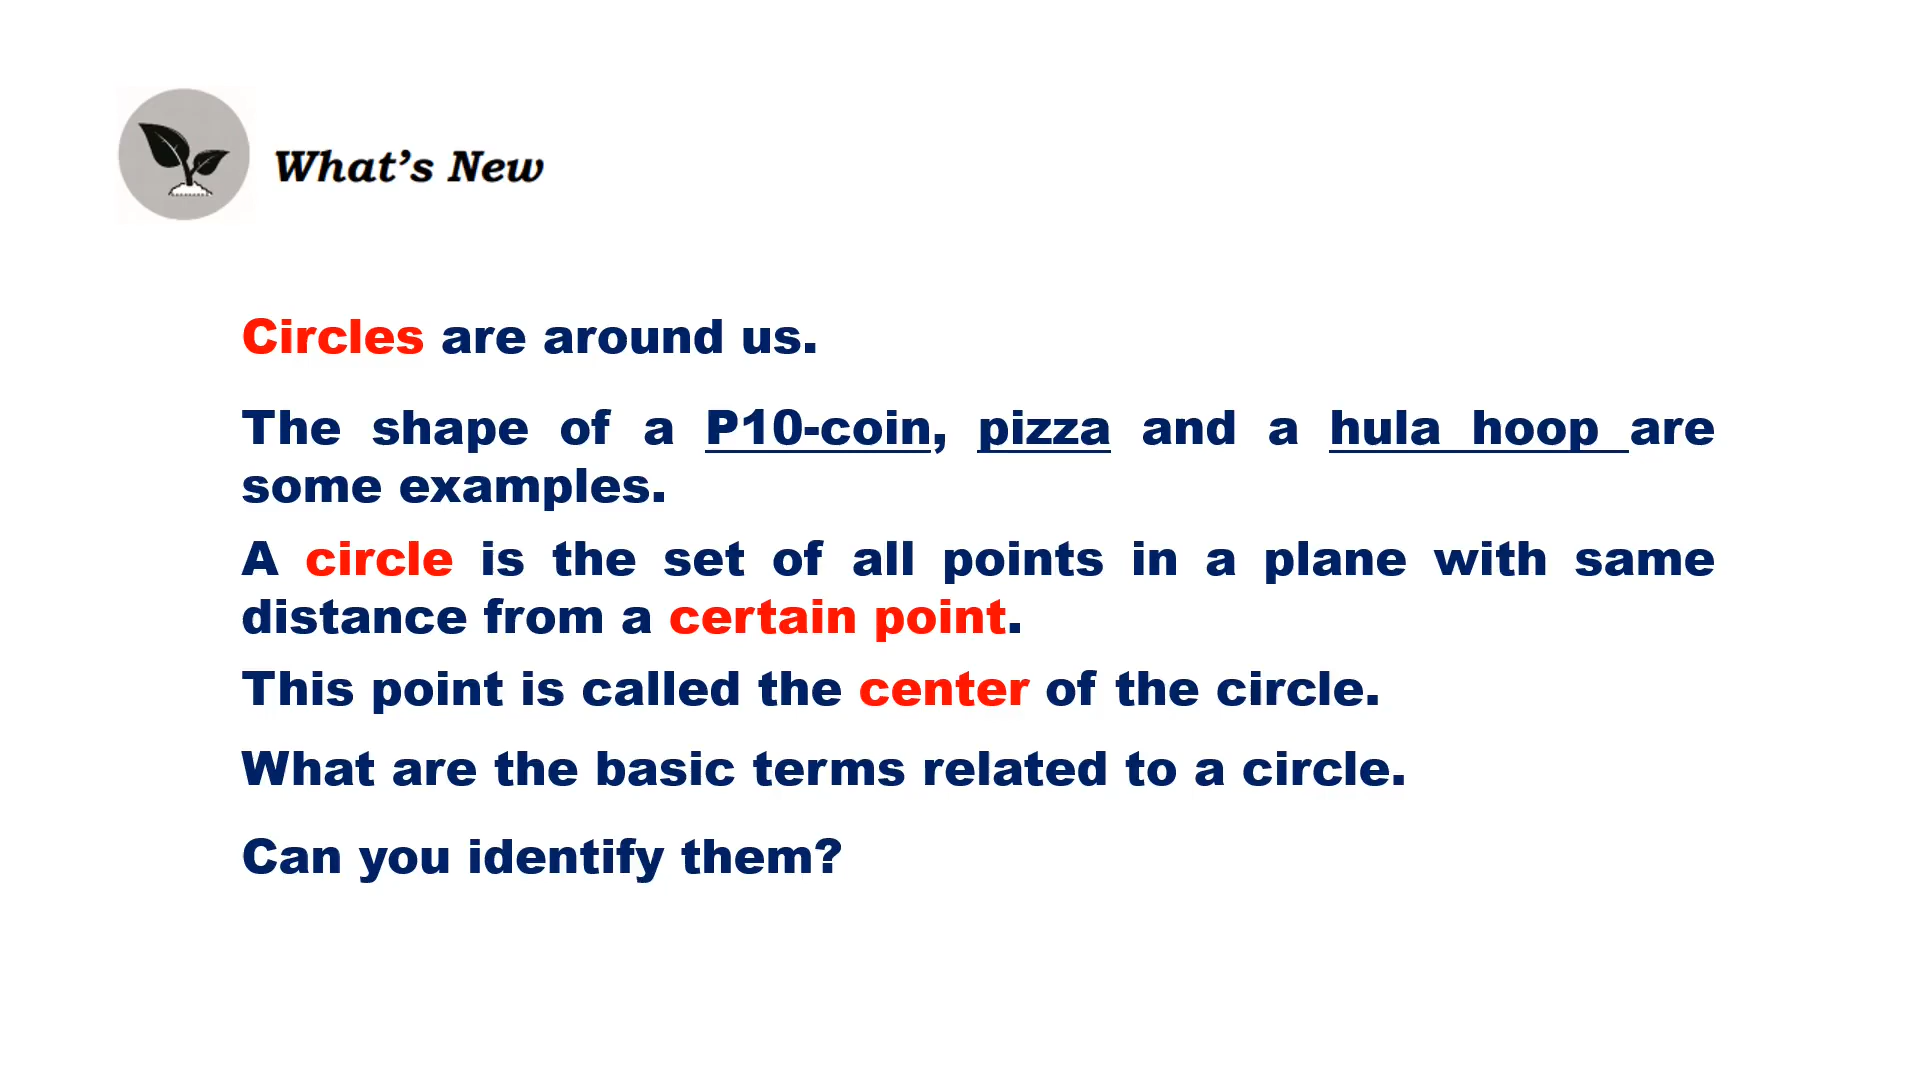 What's New
Circles are around us.
The shape of a P10-coin, pizza and a hula hoop are
some examples.
A circle is the set of all points in a plane with same
distance from a certain point.
This point is called the center of the circle.
What are the basic terms related to a circle.
Can you identify them?